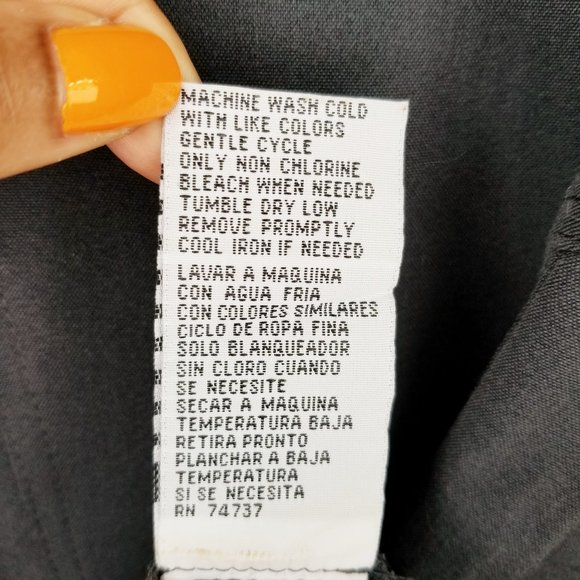 MACHINE WASH COLD
WITH LIKE COLORS
GENTLE CYCLE
ONLY NON CHLORINE
BLEACH WHEN NEEDED
TUMBLE DRY LOW
REMOVE PROMPTLY
COOL IRON IF NEEDED
LAVAR A MAQUINA
CON AGUA FRIA
CON COLORES SIMILARES
CICLO DE ROPA FINA
SOLO BLANQUEADOR
SIN CLORO CUANDO
SE NECESITE
SECAR A MAQUINA
TEMPERATURA BAJA
RETIRA PRONTO
PLANCHAR A BAJA
TEMPERATURA
SI SE NECESITA
RN 74737